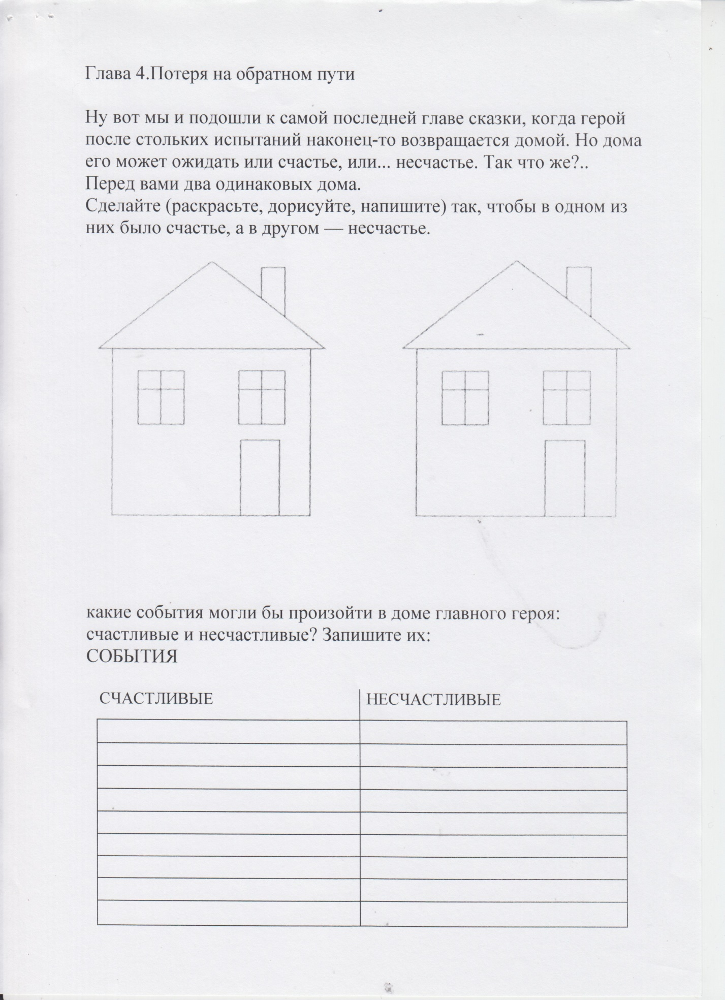 Глава 4.Потеря на обратном пути
Ну вот мы и подошли к самой последней главе сказки, когда герой
после стольких испытаний наконец-то возвращается домой. Но дома
его может ожидать или счастье, или... несчастье. Так что же?..
Перед вами два одинаковых дома.
Сделайте (раскрасьте, дорисуйте, напишите) так, чтобы в одном из
них было счастье, а в другом — несчастье.
какие события могли бы произойти в доме главного героя:
счастливые и несчастливые? Запишите их:
СОБЫТИЯ
СЧАСТЛИВЫЕ
НЕСЧАСТЛИВЫЕ